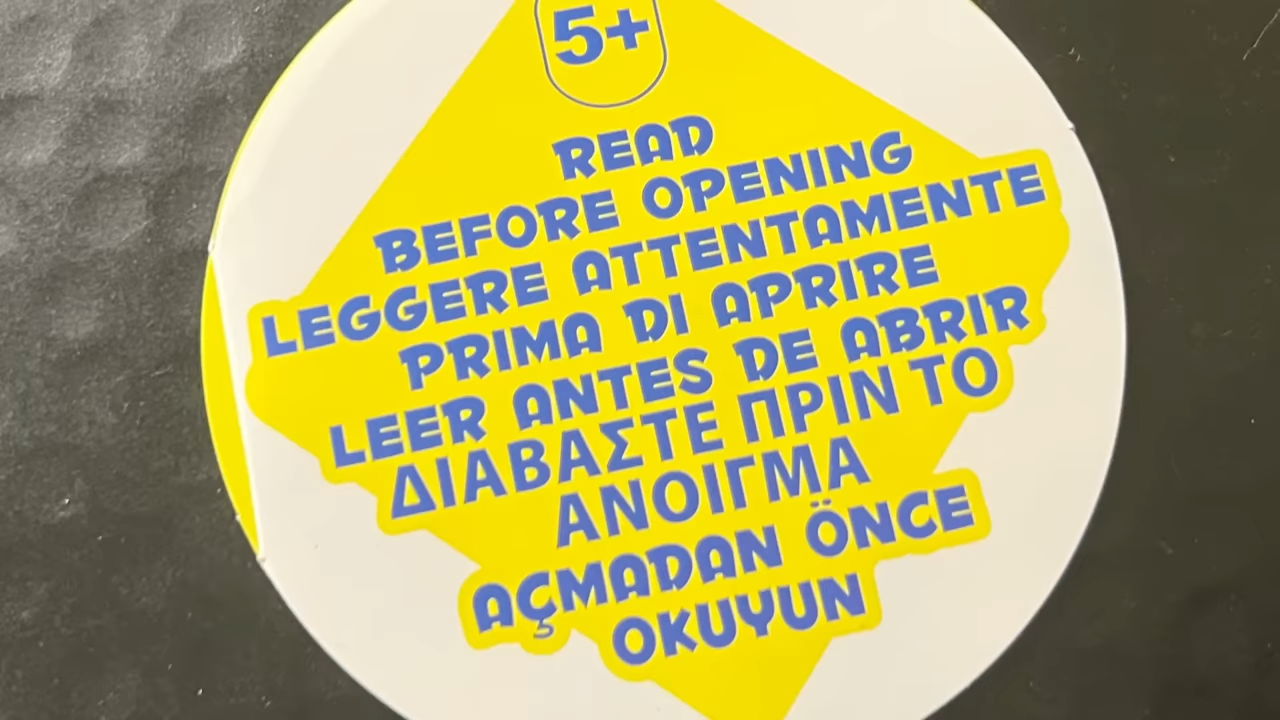 5+
READ
BEFORE OPENING
LEGGERE ATTENTAMENTE
PRIMA DI APRIRE
LEER ANTES DE ABRIR
ΔΙΑΒΑΣΤΕ ΠΡΙΝ ΤΟ
ΑΝΟΙΓΜΑ
AÇMADAN ÖNCE
OKUYUN